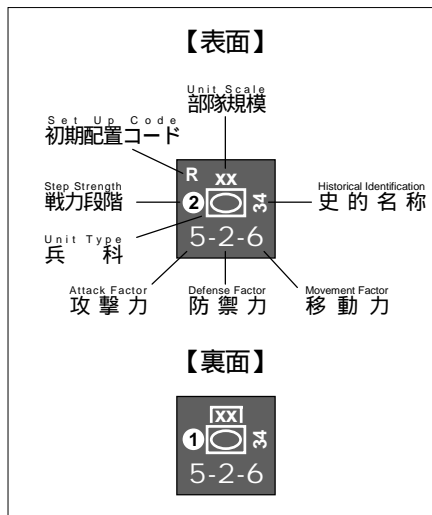 【表面】
Unit Scale
部隊規模
Set Up Code
初期配置コード
R XX
Step Strength
戦力段階
2
34
Historical Identification
史的名称
Unit Type
兵科
5-2-6
Attack Factor
攻撃力
Defense Factor
防禦力
Movement Factor
移動力
【裏面】
XX
1
34
5-2-6